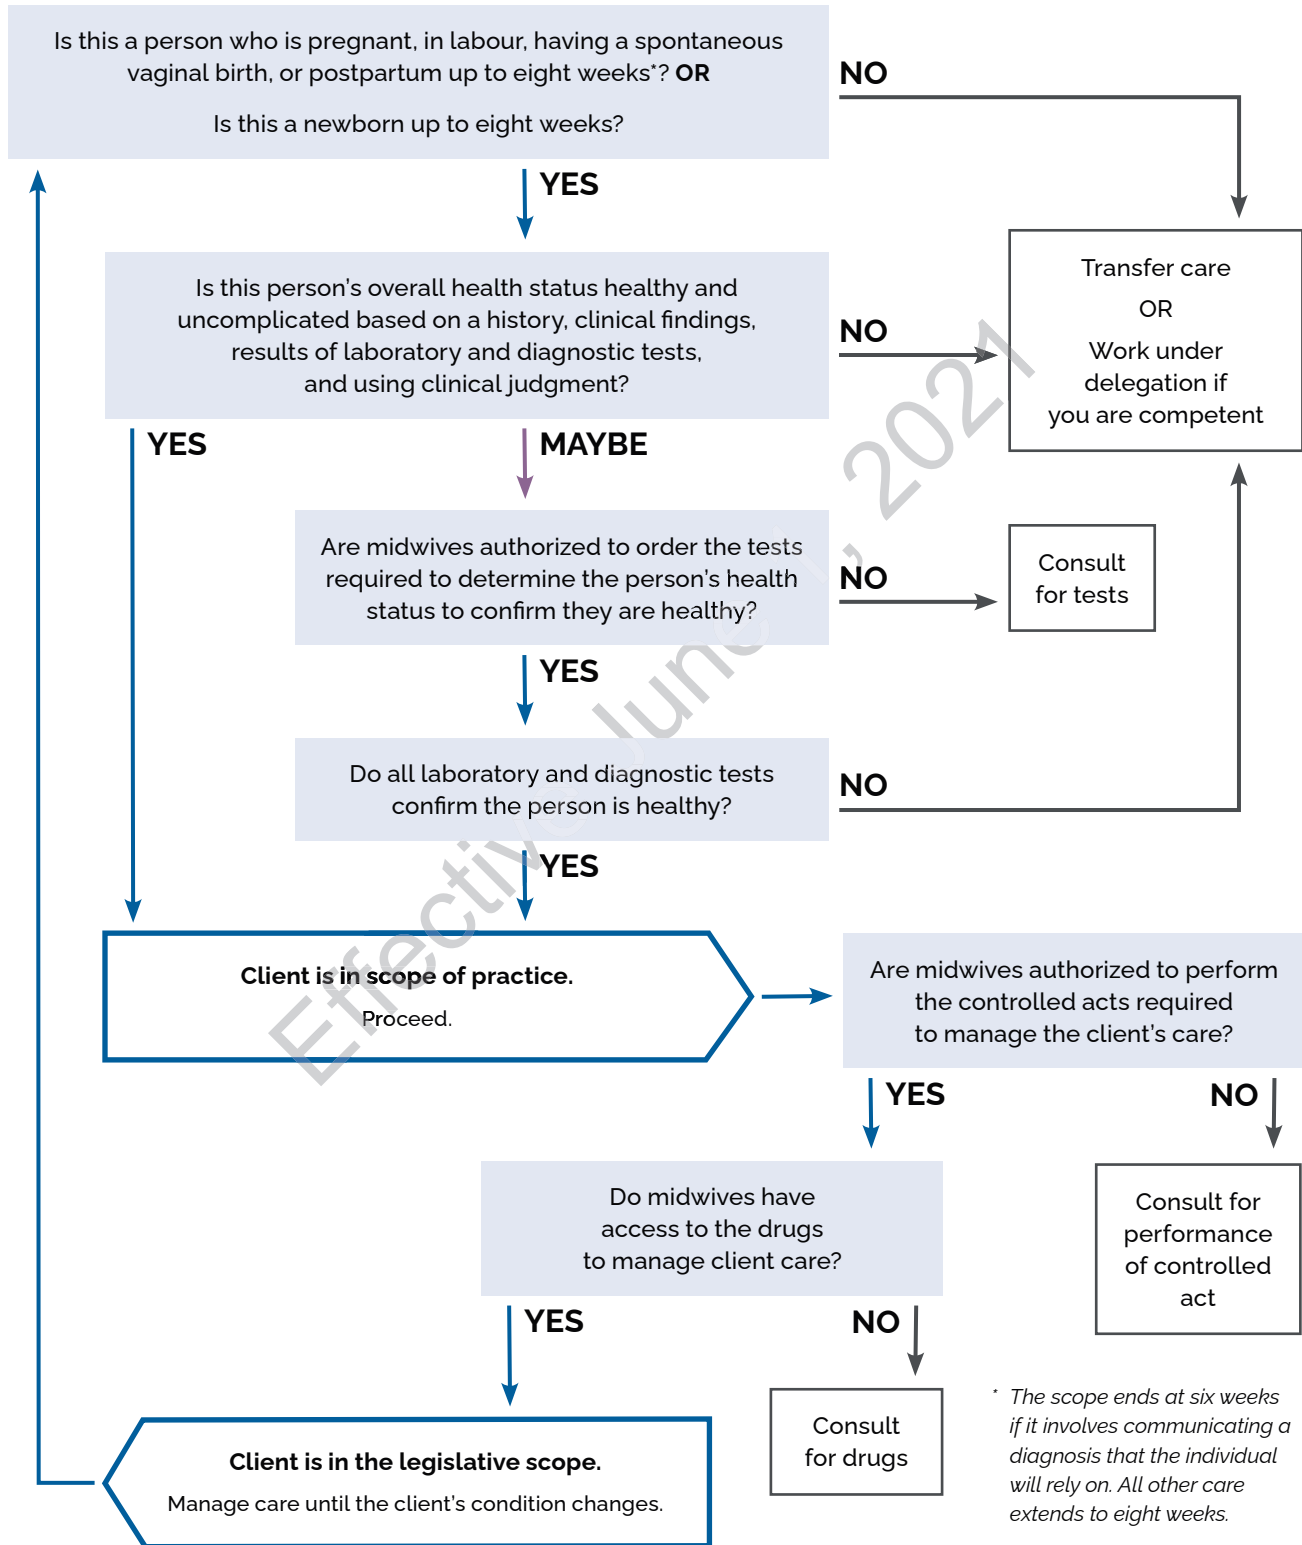 Is this a person who is pregnant, in labour, having a spontaneous
vaginal birth, or postpartum up to eight weeks*? OR
Is this a newborn up to eight weeks?
NO
YES
Is this person's overall health status healthy and
uncomplicated based on a history, clinical findings,
results of laboratory and diagnostic tests,
and using clinical judgment?
NO
Transfer care
OR
Work under
delegation if
you are competent
YES
MAYBE
Are midwives authorized to order the tests
required to determine the person's health
status to confirm they are healthy?
NO
Consult
for tests
YES
Do all laboratory and diagnostic tests
confirm the person is healthy?
NO
YES
Client is in scope of practice.
Proceed.
Are midwives authorized to perform
the controlled acts required
to manage the client's care?
YES
NO
Do midwives have
access to the drugs
to manage client care?
Consult for
performance
of controlled
act
YES
NO
Consult
for drugs
Client is in the legislative scope.
Manage care until the client's condition changes.
* The scope ends at six weeks
if it involves communicating a
diagnosis that the individual
will rely on. All other care
extends to eight weeks.
Effective June 1, 2021